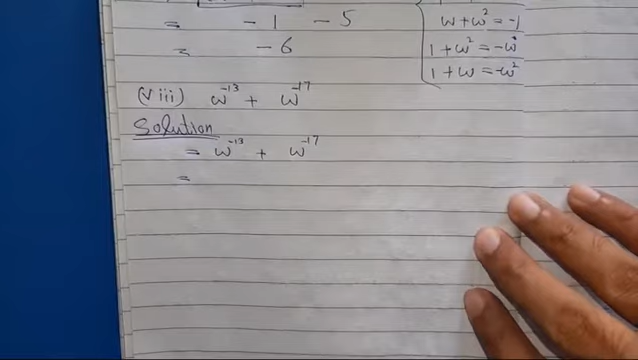 = -1 -5
ω+ω²=-1
= -6
1+ω²=-ω
1+ω=-ω²
(viii) ω⁻¹³ + ω⁻¹⁷
Solution
= ω⁻¹³ + ω⁻¹⁷
=